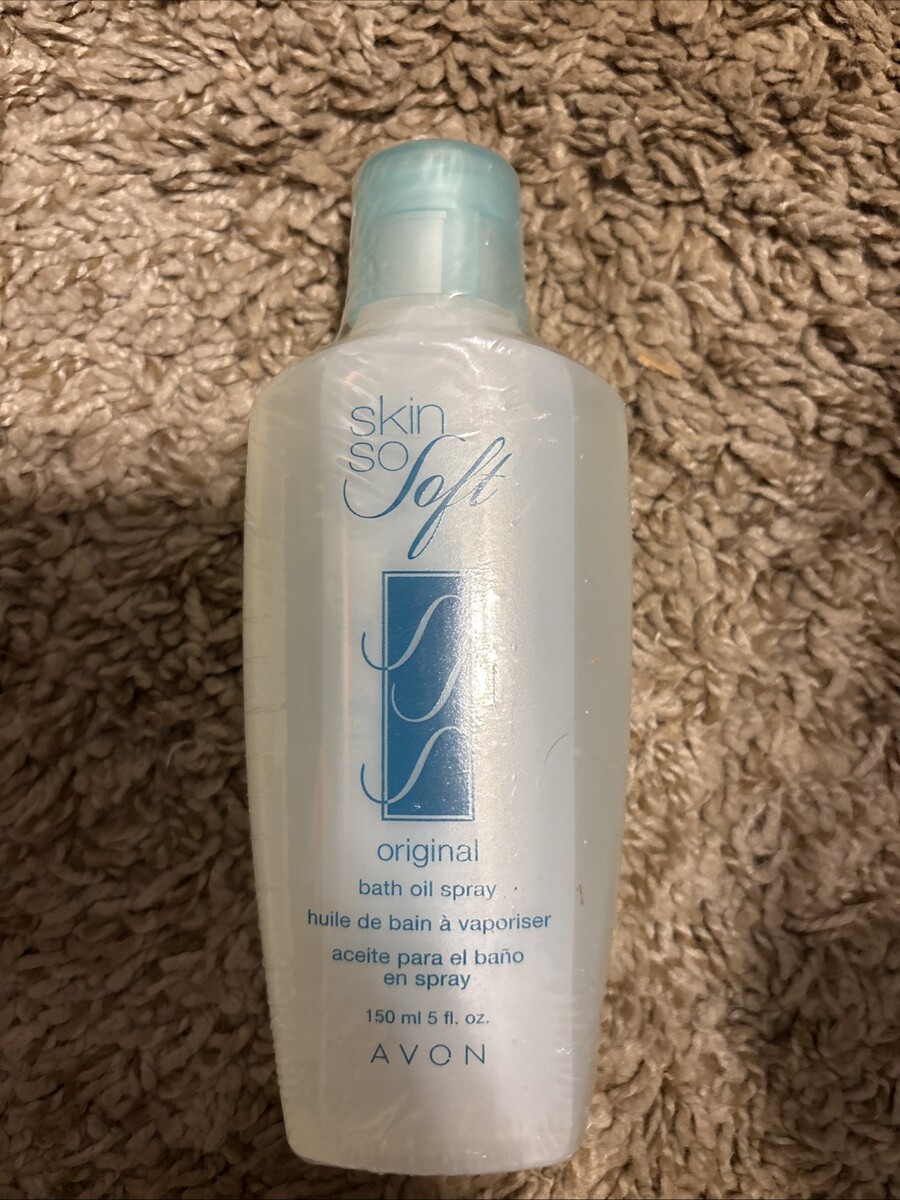 skin
so Soft
original
bath oil spray
huile de bain à vaporiser
aceite para el baño
en spray
150 ml 5 fl. oz.
AVON